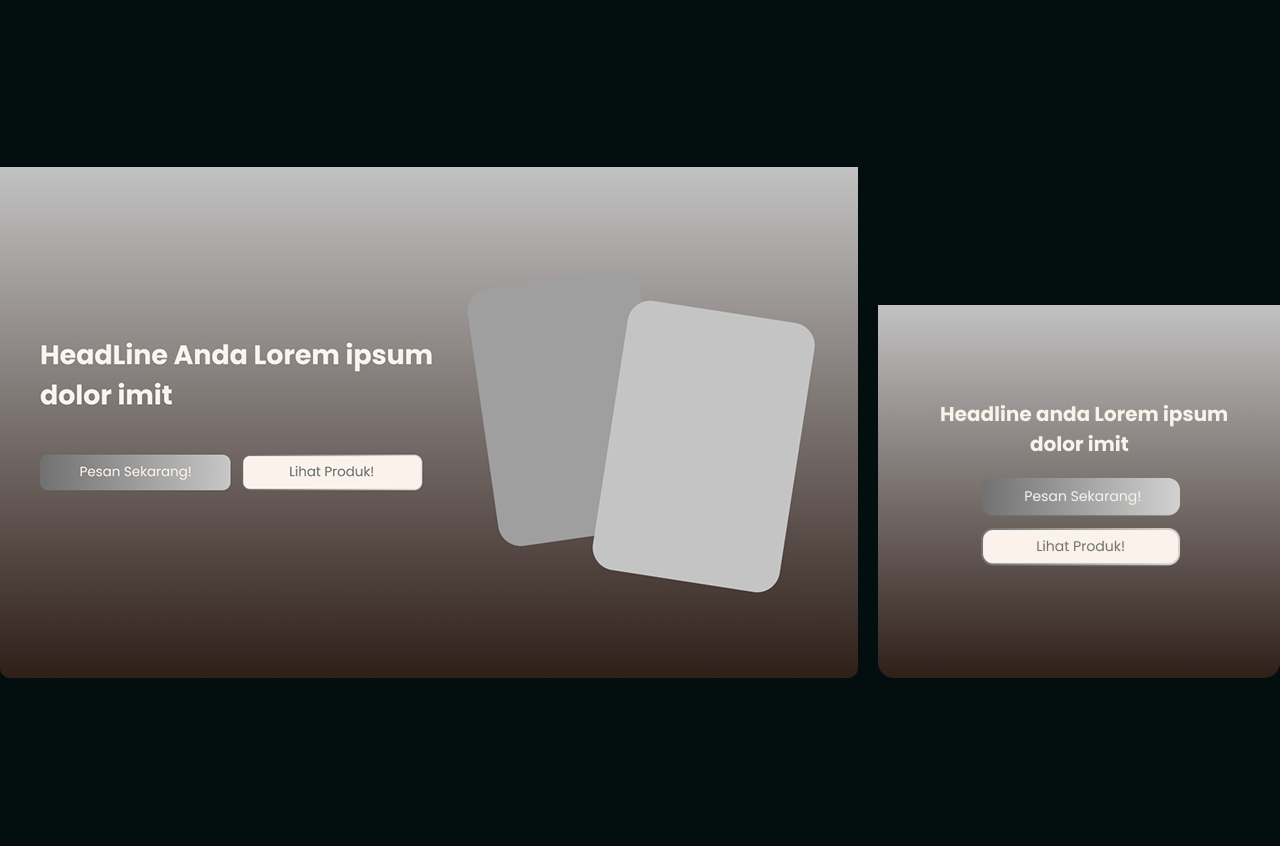 HeadLine Anda Lorem ipsum
dolor imit
Pesan Sekarang!
Lihat Produk!
Headline anda Lorem ipsum
dolor imit
Pesan Sekarang!
Lihat Produk!